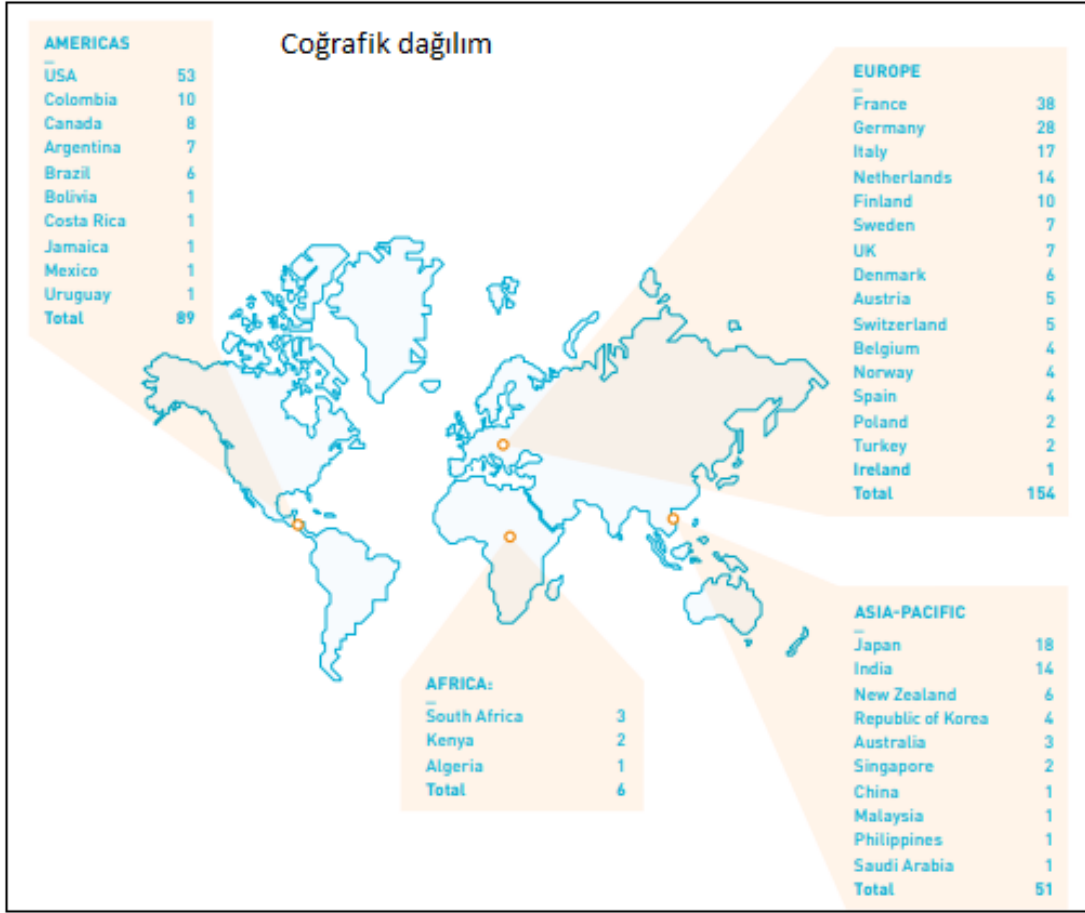 Coğrafik dağılım
AMERICAS
USA 53
Colombia 10
Canada 8
Argentina 7
Brazil 6
Bolivia 1
Costa Rica 1
Jamaica 1
Mexico 1
Uruguay 1
Total 89
EUROPE
France 38
Germany 28
Italy 17
Netherlands 14
Finland 10
Sweden 7
UK 7
Denmark 6
Austria 5
Switzerland 5
Belgium 4
Norway 4
Spain 4
Poland 2
Turkey 2
Ireland 1
Total 154
AFRICA:
South Africa 3
Kenya 2
Algeria 1
Total 6
ASIA-PACIFIC
Japan 18
India 14
New Zealand 6
Republic of Korea 4
Australia 3
Singapore 2
China 1
Malaysia 1
Philippines 1
Saudi Arabia 1
Total 51